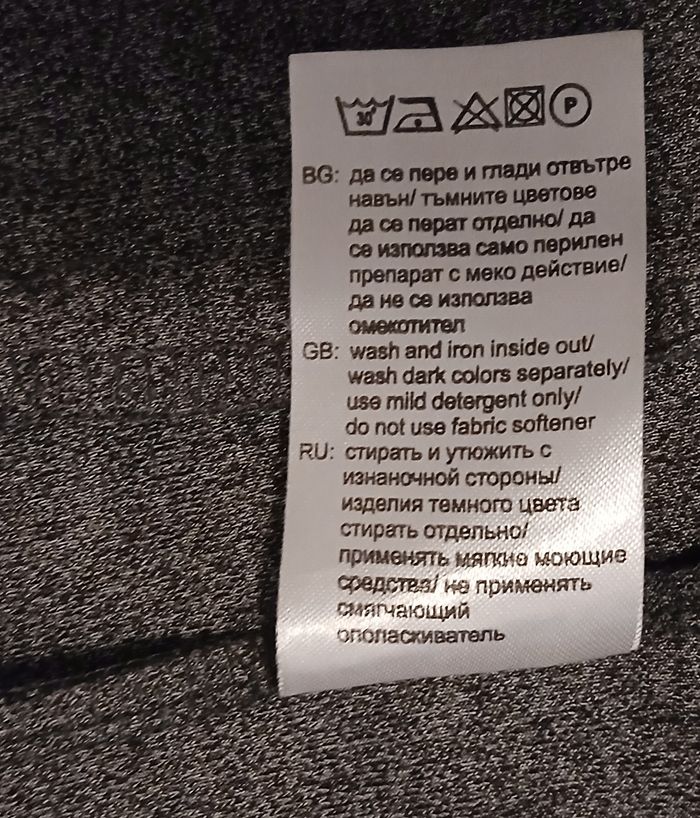 30° P
BG: да се пере и глади отвътре
навън/ тъмните цветове
да се перат отделно/ да
се използва само перилен
препарат с меко действие/
да не се използва
омекотител
GB: wash and iron inside out/
wash dark colors separately/
use mild detergent only/
do not use fabric softener
RU: стирать и утюжить с
изнаночной стороны/
изделия темного цвета
стирать отдельно/
применять мягкие моющие
средства/ не применять
смягчающий
ополаскиватель